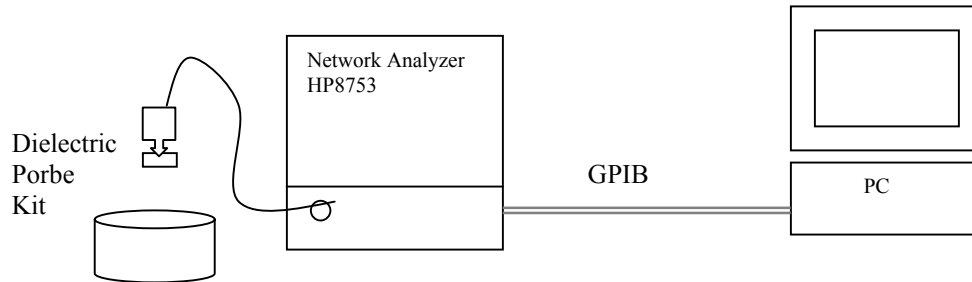 Network Analyzer
HP8753
Dielectric
Porbe
Kit
GPIB
PC